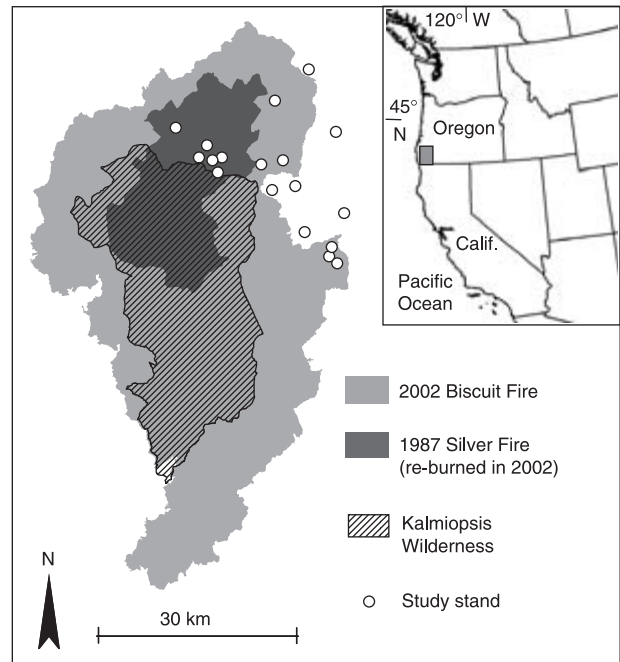 120° W
45°
N
Oregon
Calif.
Pacific
Ocean
2002 Biscuit Fire
1987 Silver Fire
(re-burned in 2002)
Kalmiopsis
Wilderness
Study stand
N
30 km